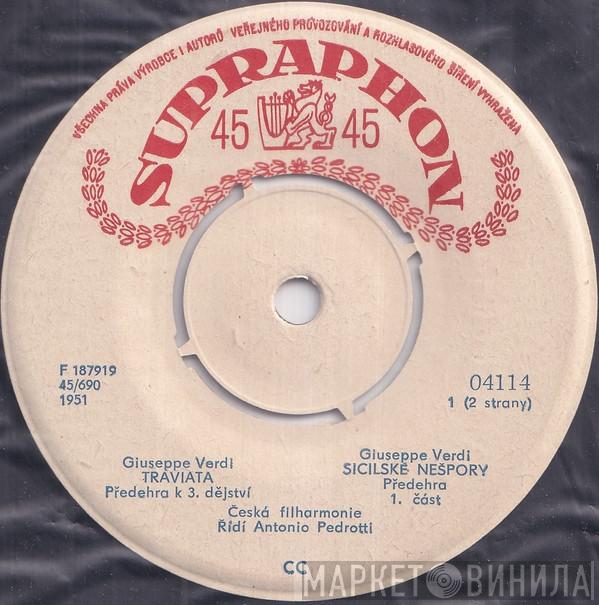 VŠECHNA PRÁVA VÝROBCE I AUTORŮ VEŘEJNÉHO PROVOZOVÁNÍ A ROZHLASOVÉHO ŠÍŘENÍ VYHRAŽENA
SUPRAPHON
45 45
F 187919
45/690
1951
04114
1 (2 strany)
Giuseppe Verdi
TRAVIATA
Předehra k 3. dějství
Giuseppe Verdi
SICILSKÉ NEŠPORY
Předehra
1. část
Česká filharmonie
Řídí Antonio Pedrotti
CC
МАРКЕТ ВИНИЛА!